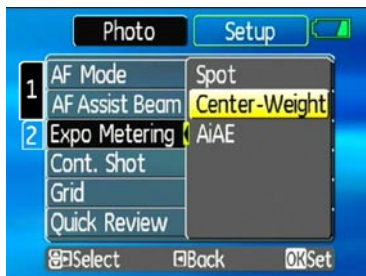 Photo Setup
1
2
AF Mode Spot
AF Assist Beam Center-Weight
Expo Metering AiAE
Cont. Shot
Grid
Quick Review
Select Back OK Set